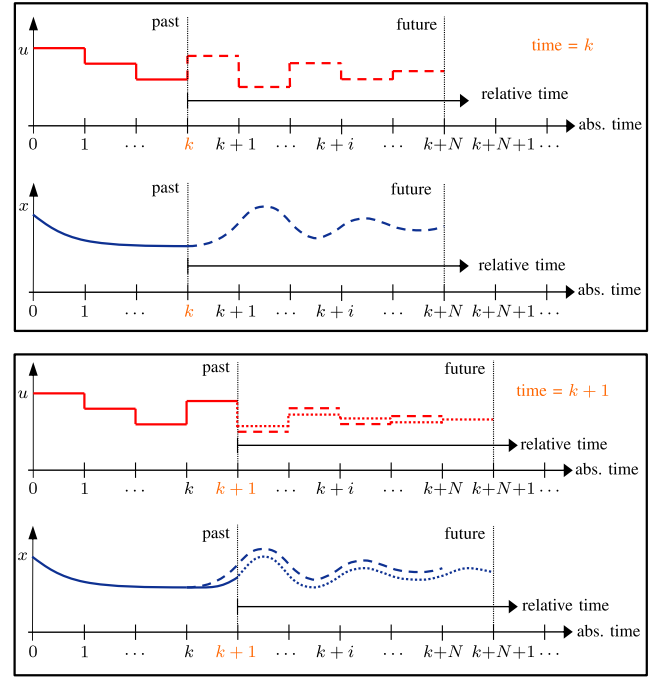 past future
u time = k
relative time
abs. time
0 1 ··· k k + 1 ··· k + i ··· k+N k+N+1 ···
past future
x
relative time
abs. time
0 1 ··· k k + 1 ··· k + i ··· k+N k+N+1 ···
past future
u time = k + 1
relative time
abs. time
0 1 ··· k k + 1 ··· k + i ··· k+N k+N+1 ···
past future
x
relative time
abs. time
0 1 ··· k k + 1 ··· k + i ··· k+N k+N+1 ···